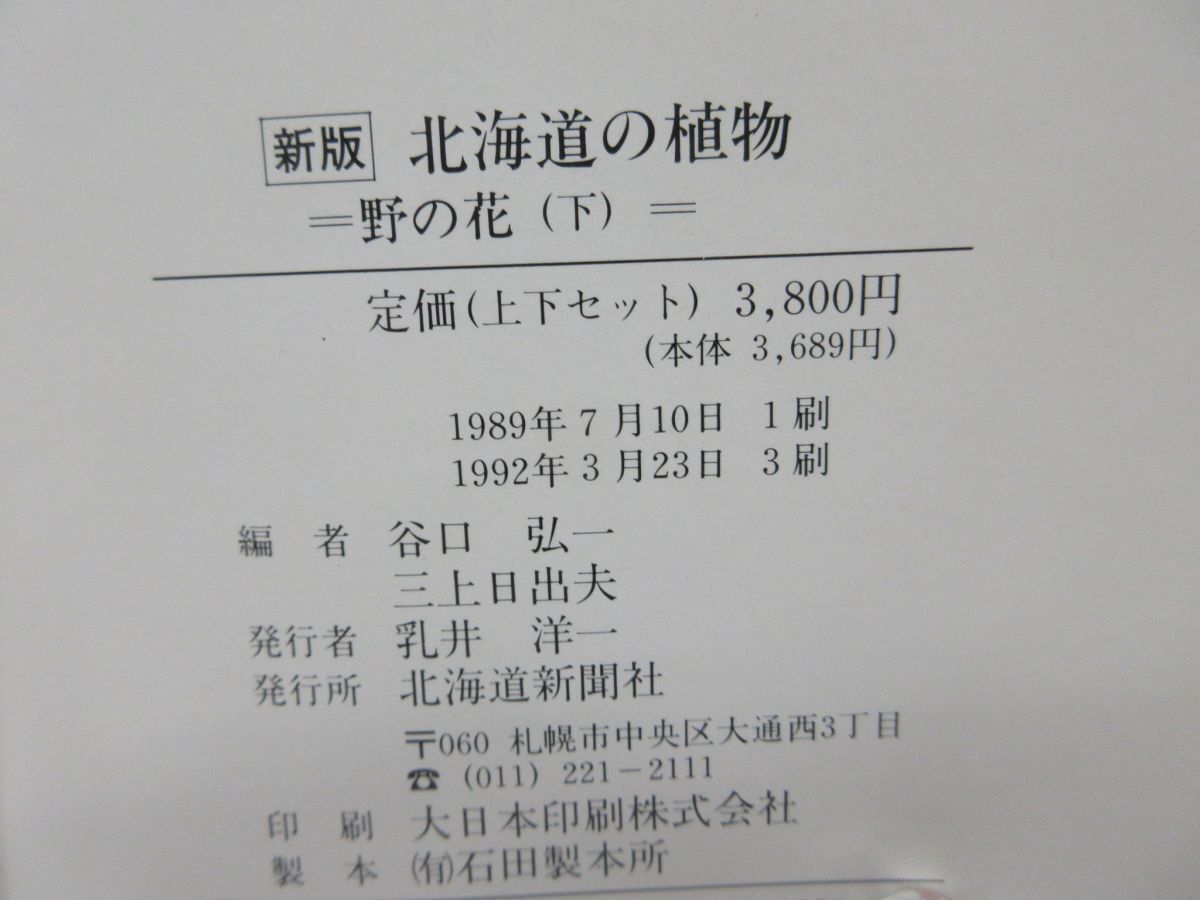 新版 北海道の植物
=野の花(下)=
定価(上下セット) 3,800円
(本体 3,689円)
1989年7月10日 1刷
1992年3月23日 3刷
編者 谷口 弘一
三上日出夫
発行者 乳井 洋一
発行所 北海道新聞社
〒060 札幌市中央区大通西3丁目
☎ (011) 221-2111
印刷 大日本印刷株式会社
製本 (有)石田製本所